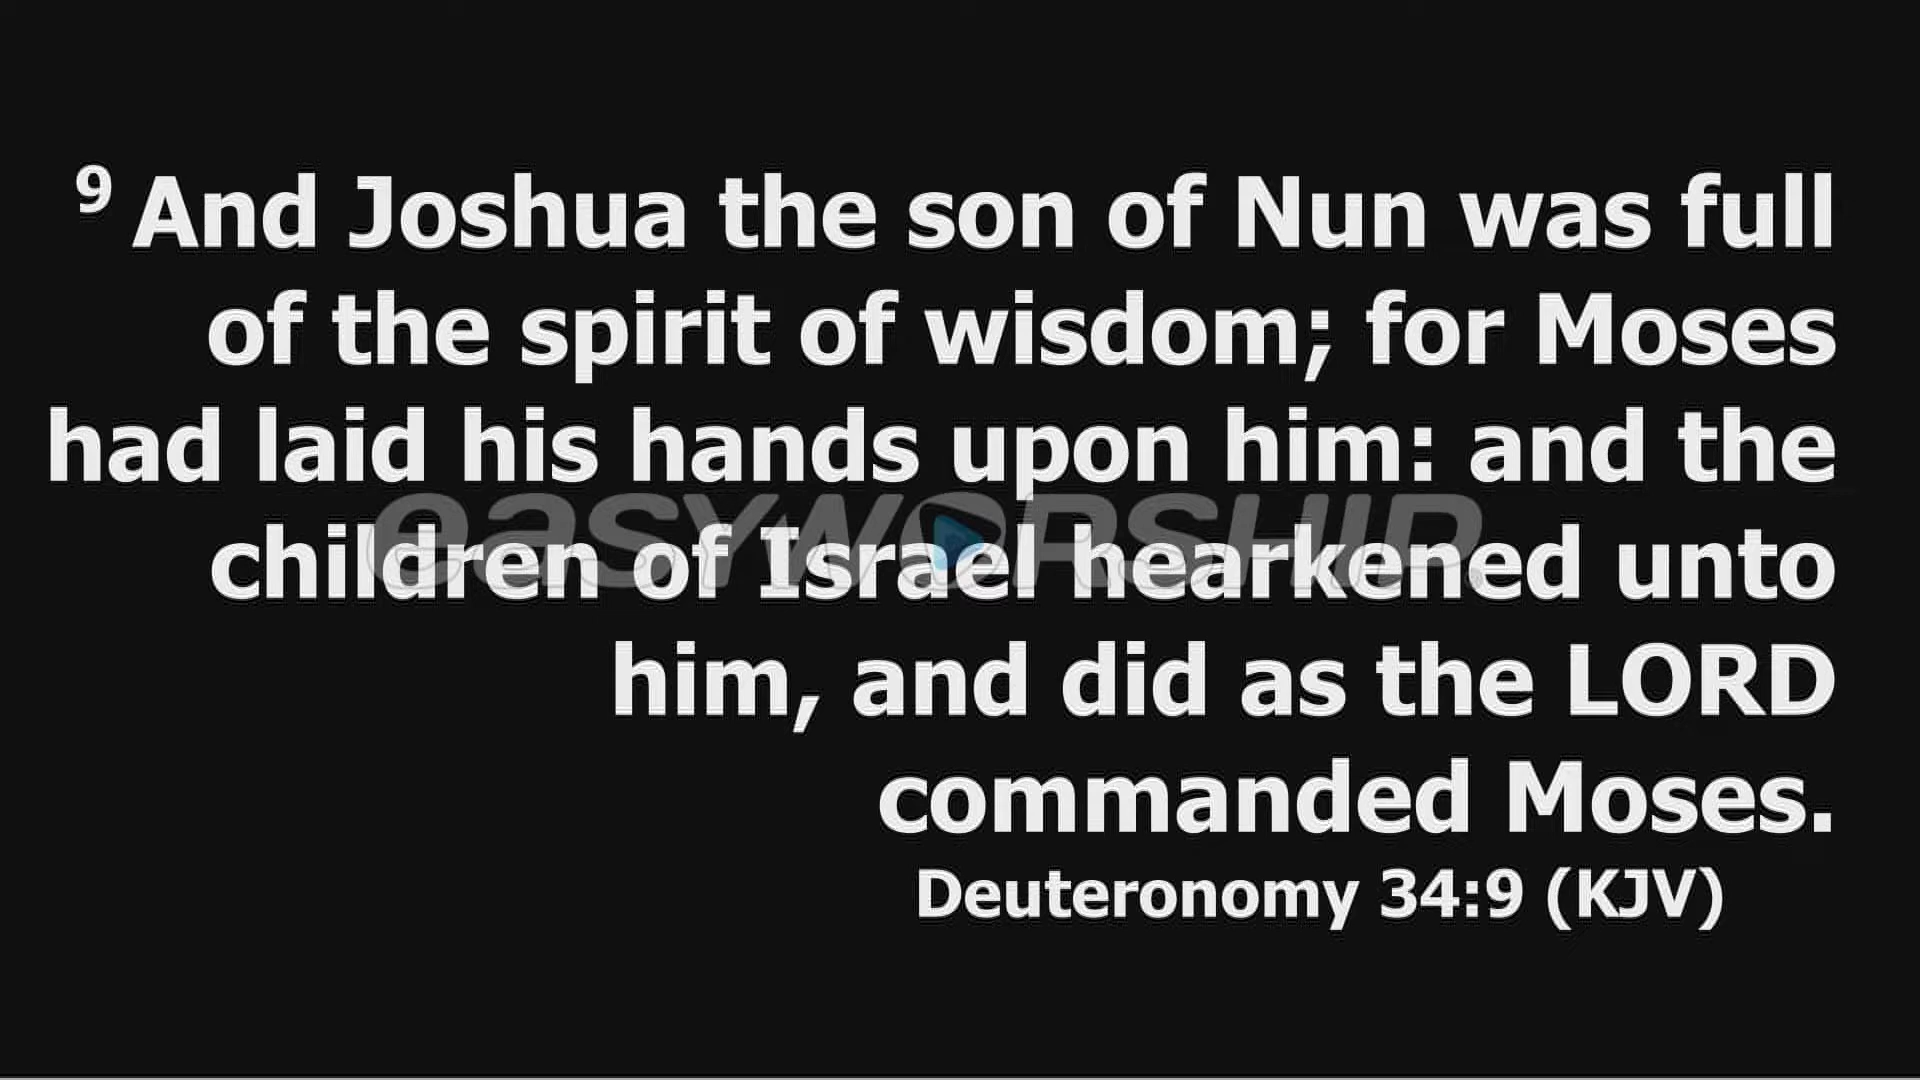 9 And Joshua the son of Nun was full
of the spirit of wisdom; for Moses
had laid his hands upon him: and the
easyworship
children of Israel hearkened unto
him, and did as the LORD
commanded Moses.
Deuteronomy 34:9 (KJV)